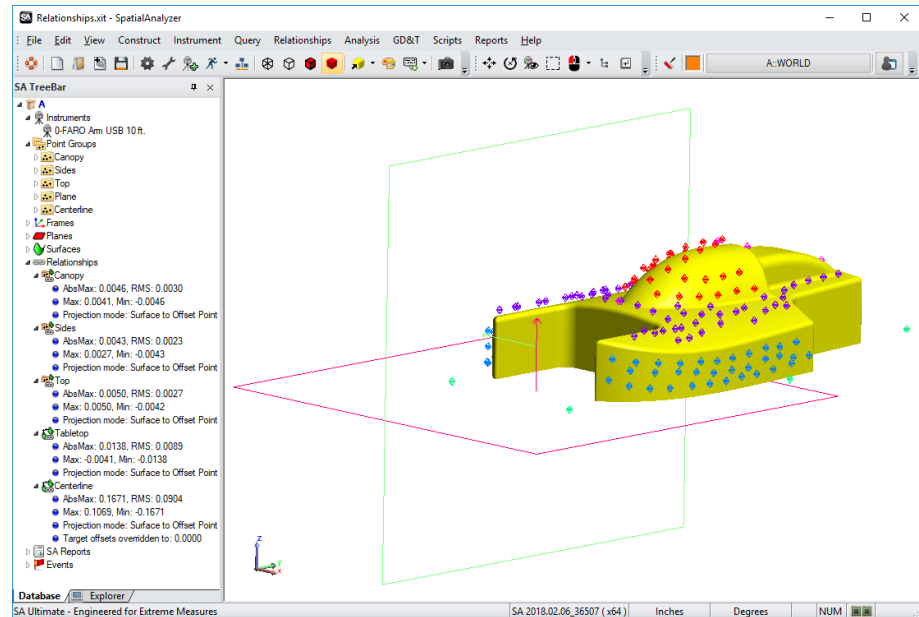 Relationships.xit - SpatialAnalyzer
File Edit View Construct Instrument Query Relationships Analysis GD&T Scripts Reports Help
A::WORLD
SA TreeBar
A
Instruments
0-FARO Arm USB 10 ft.
Point Groups
Canopy
Sides
Top
Plane
Centerline
Frames
Planes
Surfaces
Relationships
Canopy
AbsMax: 0.0046, RMS: 0.0030
Max: 0.0041, Min: -0.0046
Projection mode: Surface to Offset Point
Sides
AbsMax: 0.0043, RMS: 0.0023
Max: 0.0027, Min: -0.0043
Projection mode: Surface to Offset Point
Top
AbsMax: 0.0050, RMS: 0.0027
Max: 0.0050, Min: -0.0042
Projection mode: Surface to Offset Point
Tabletop
AbsMax: 0.0138, RMS: 0.0089
Max: -0.0041, Min: -0.0138
Projection mode: Surface to Offset Point
Centerline
AbsMax: 0.1671, RMS: 0.0904
Max: 0.1069, Min: -0.1671
Projection mode: Surface to Offset Point
Target offsets overridden to: 0.0000
SA Reports
Events
z
y
x
Database Explorer
SA Ultimate - Engineered for Extreme Measures SA 2018.02.06_36507 ( x64 ) Inches Degrees NUM